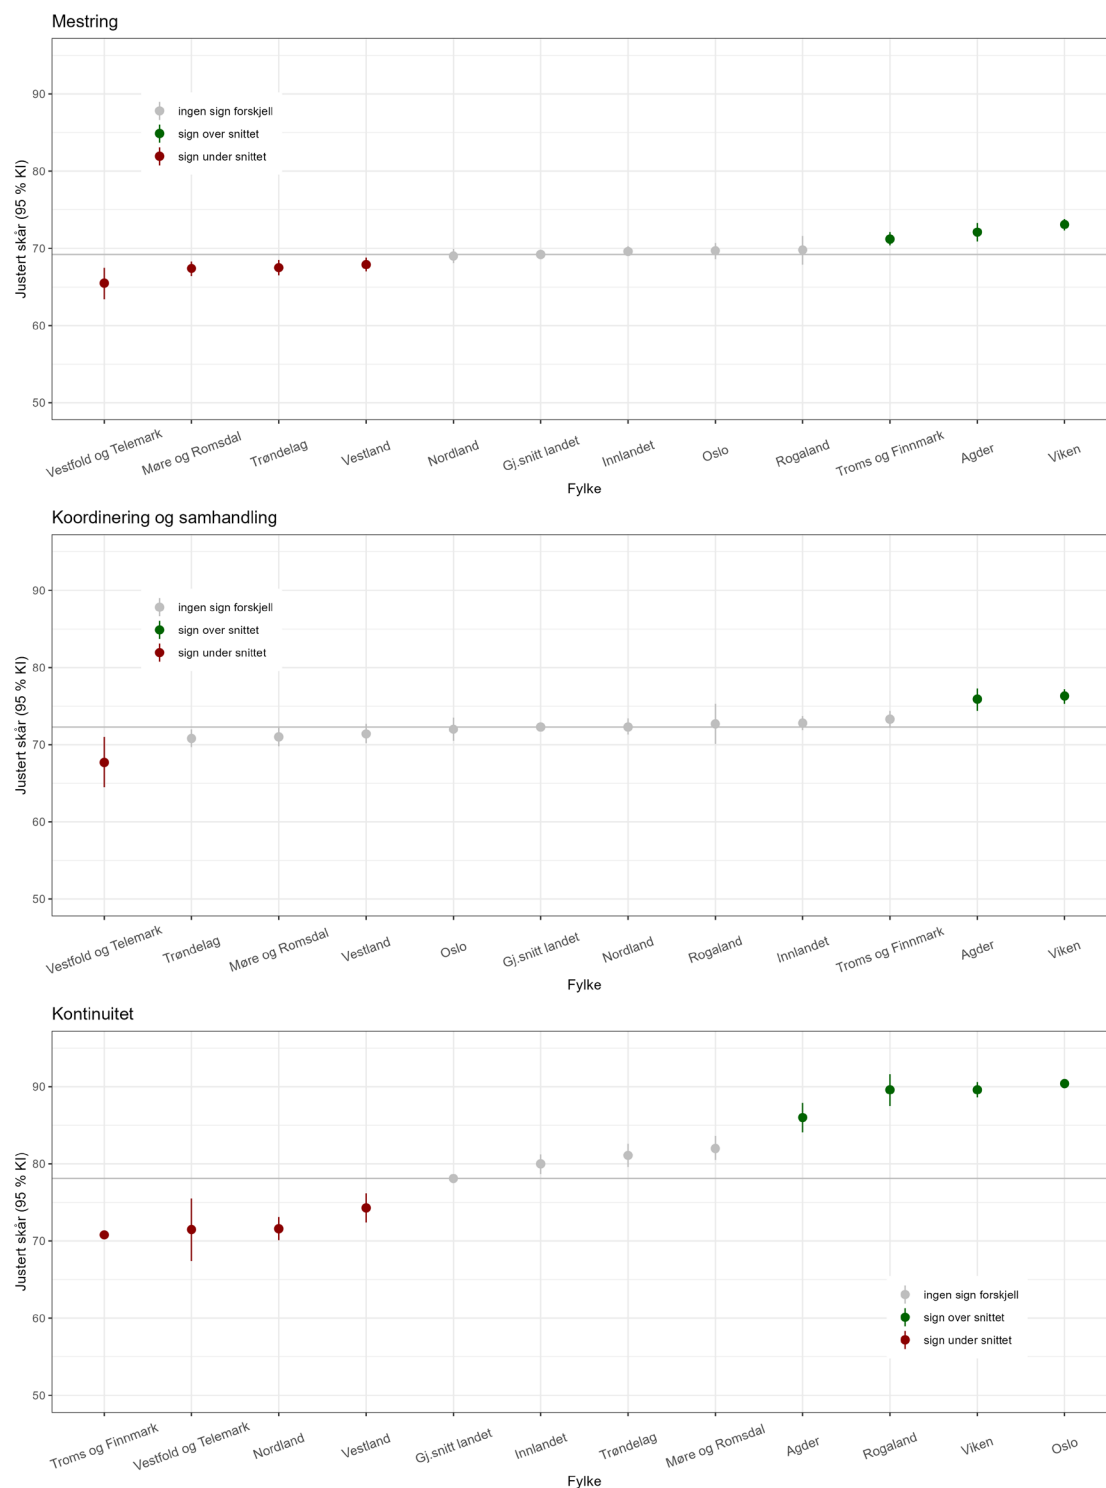 Mestring
Justert skår (95 % KI)
90
80
70
60
50
ingen sign forskjell
sign over snittet
sign under snittet
Vestfold og Telemark
Møre og Romsdal
Trøndelag
Vestland
Nordland
Gj.snitt landet
Innlandet
Oslo
Rogaland
Troms og Finnmark
Agder
Viken
Fylke
Koordinering og samhandling
Justert skår (95 % KI)
90
80
70
60
50
ingen sign forskjell
sign over snittet
sign under snittet
Vestfold og Telemark
Trøndelag
Møre og Romsdal
Vestland
Oslo
Gj.snitt landet
Nordland
Rogaland
Innlandet
Troms og Finnmark
Agder
Viken
Fylke
Kontinuitet
Justert skår (95 % KI)
90
80
70
60
50
ingen sign forskjell
sign over snittet
sign under snittet
Troms og Finnmark
Vestfold og Telemark
Nordland
Vestland
Gj.snitt landet
Innlandet
Trøndelag
Møre og Romsdal
Agder
Rogaland
Viken
Oslo
Fylke